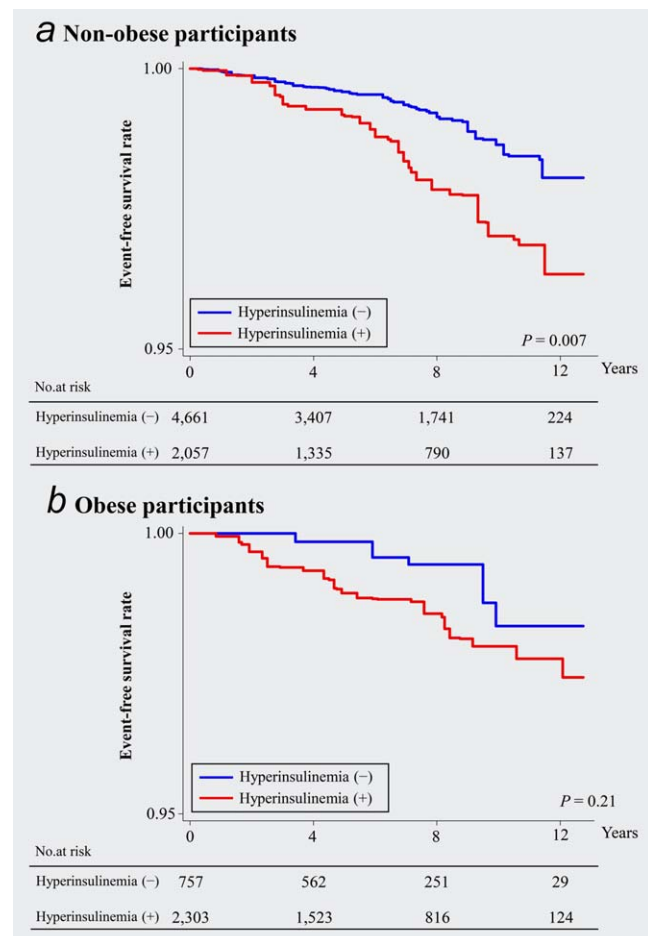 a Non-obese participants
1.00
Event-free survival rate
Hyperinsulinemia (−)
Hyperinsulinemia (+)
P = 0.007
0.95
0 4 8 12 Years
No.at risk
Hyperinsulinemia (−) 4,661 3,407 1,741 224
Hyperinsulinemia (+) 2,057 1,335 790 137
b Obese participants
1.00
Event-free survival rate
Hyperinsulinemia (−)
Hyperinsulinemia (+)
P = 0.21
0.95
0 4 8 12 Years
No.at risk
Hyperinsulinemia (−) 757 562 251 29
Hyperinsulinemia (+) 2,303 1,523 816 124